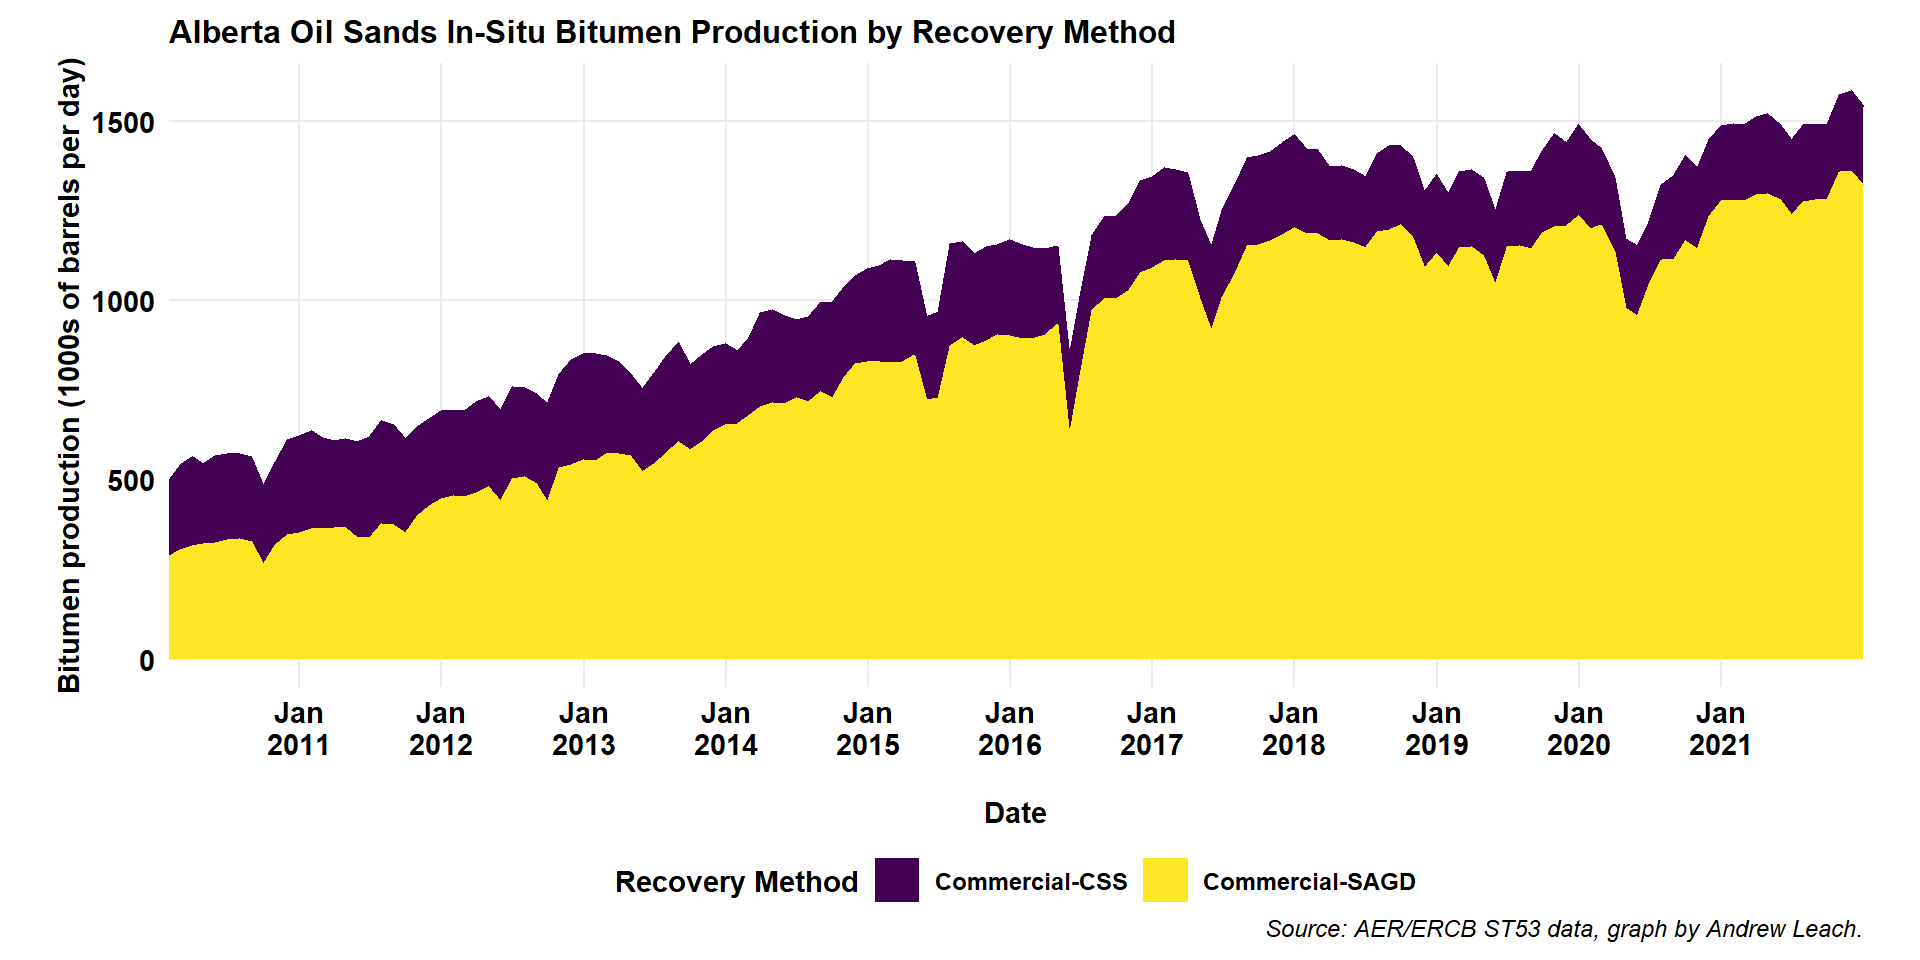 Alberta Oil Sands In-Situ Bitumen Production by Recovery Method
Bitumen production (1000s of barrels per day)
1500
1000
500
0
Jan 2011
Jan 2012
Jan 2013
Jan 2014
Jan 2015
Jan 2016
Jan 2017
Jan 2018
Jan 2019
Jan 2020
Jan 2021
Date
Recovery Method Commercial-CSS Commercial-SAGD
Source: AER/ERCB ST53 data, graph by Andrew Leach.